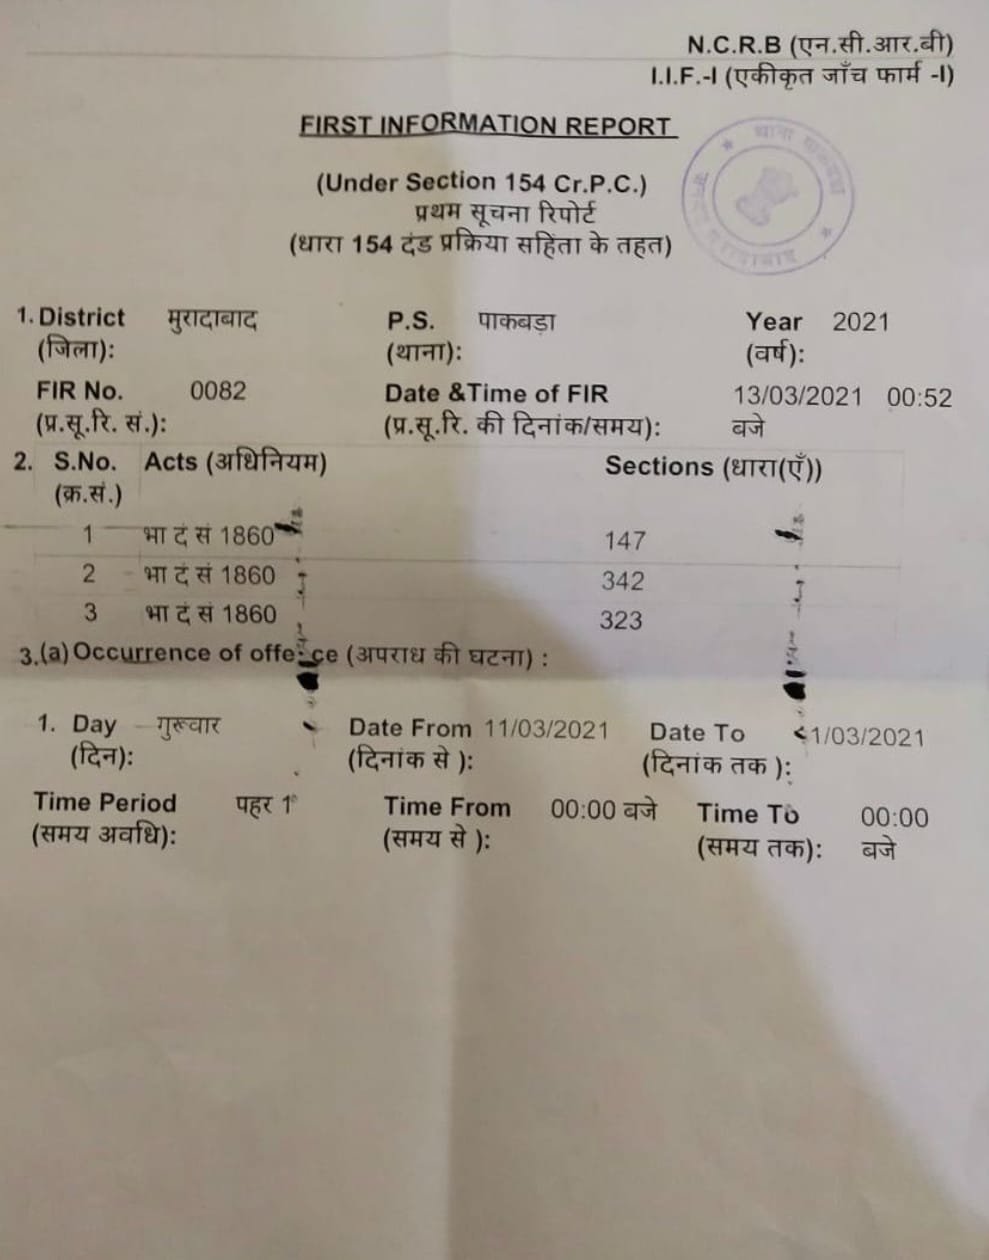 N.C.R.B (एन.सी.आर.बी)
I.I.F.-I (एकीकृत जाँच फार्म -I)
FIRST INFORMATION REPORT
(Under Section 154 Cr.P.C.)
प्रथम सूचना रिपोर्ट
(धारा 154 दंड प्रक्रिया सहिंता के तहत)
थाना पाकबड़ा
मुरादाबाद
1. District मुरादाबाद P.S. पाकबड़ा Year 2021
(जिला): (थाना): (वर्ष):
FIR No. 0082 Date &Time of FIR 13/03/2021 00:52
(प्र.सू.रि. सं.): (प्र.सू.रि. की दिनांक/समय): बजे
2. S.No. Acts (अधिनियम) Sections (धारा(एँ))
(क्र.सं.)
1 भा दं सं 1860 147
2 भा दं सं 1860 342
3 भा दं सं 1860 323
3.(a) Occurrence of offe ce (अपराध की घटना) :
1. Day गुरूवार Date From 11/03/2021 Date To 1/03/2021
(दिन): (दिनांक से ): (दिनांक तक ):
Time Period पहर 1 Time From 00:00 बजे Time To 00:00
(समय अवधि): (समय से ): (समय तक): बजे